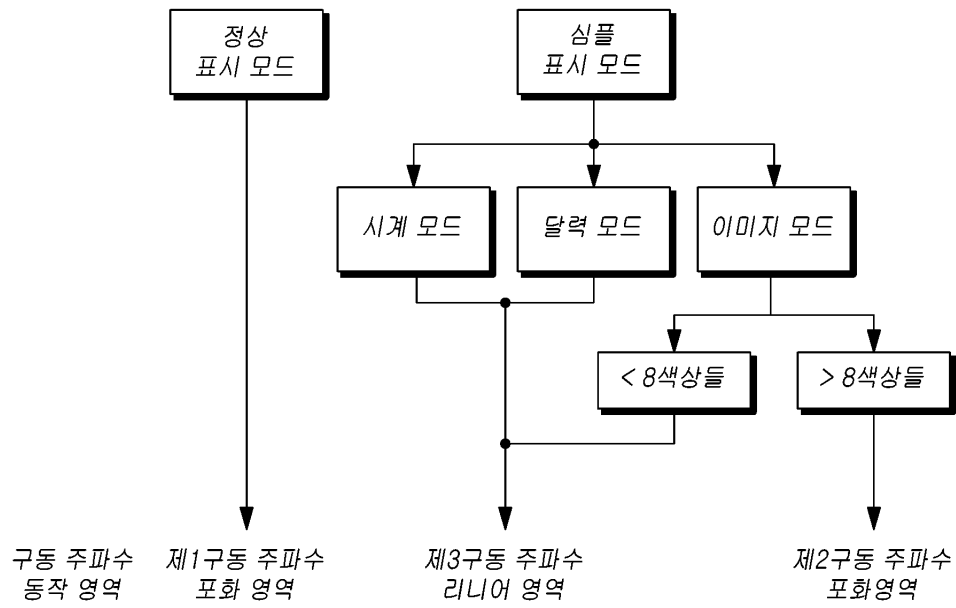 정상
표시 모드
심플
표시 모드
시계 모드
달력 모드
이미지 모드
< 8색상들
> 8색상들
구동 주파수
동작 영역
제1구동 주파수
포화 영역
제3구동 주파수
리니어 영역
제2구동 주파수
포화영역